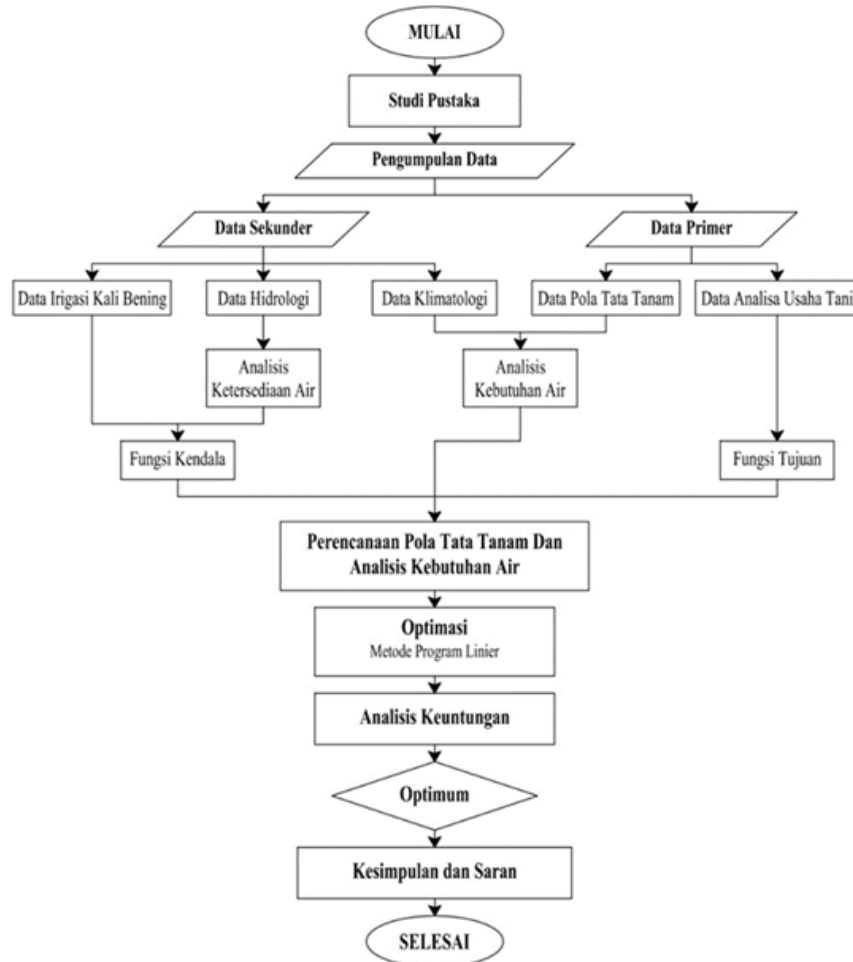 MULAI
Studi Pustaka
Pengumpulan Data
Data Sekunder
Data Primer
Data Irigasi Kali Bening
Data Hidrologi
Data Klimatologi
Data Pola Tata Tanam
Data Analisa Usaha Tani
Analisis
Ketersediaan Air
Analisis
Kebutuhan Air
Fungsi Kendala
Fungsi Tujuan
Perencanaan Pola Tata Tanam Dan
Analisis Kebutuhan Air
Optimasi
Metode Program Linier
Analisis Keuntungan
Optimum
Kesimpulan dan Saran
SELESAI